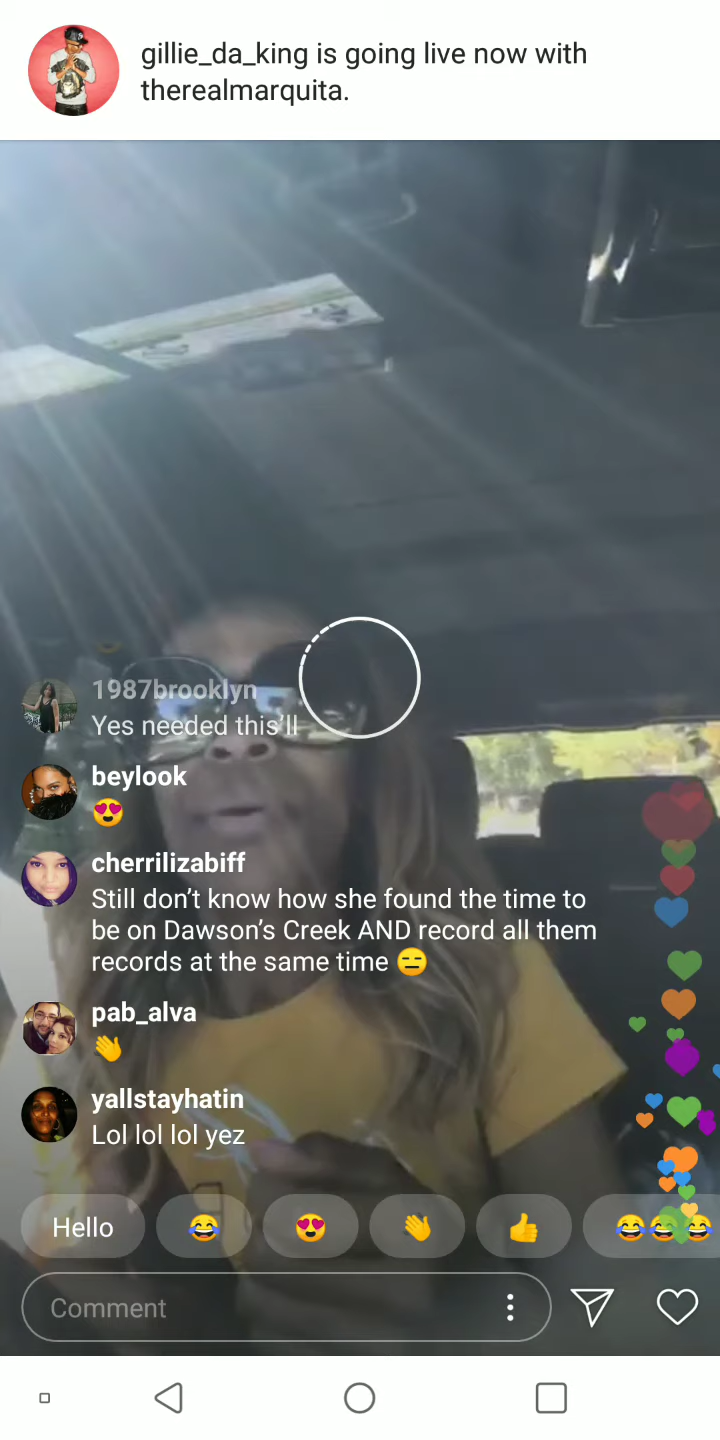 gillie_da_king is going live now with
therealmarquita.
1987brooklyn
Yes needed this'll
beylook
😍
cherrilizabiff
Still don’t know how she found the time to
be on Dawson’s Creek AND record all them
records at the same time 😑
pab_alva
👋
yallstayhatin
Lol lol lol yez
Hello 😂 😍 👋 👍 😂😂😂
Comment